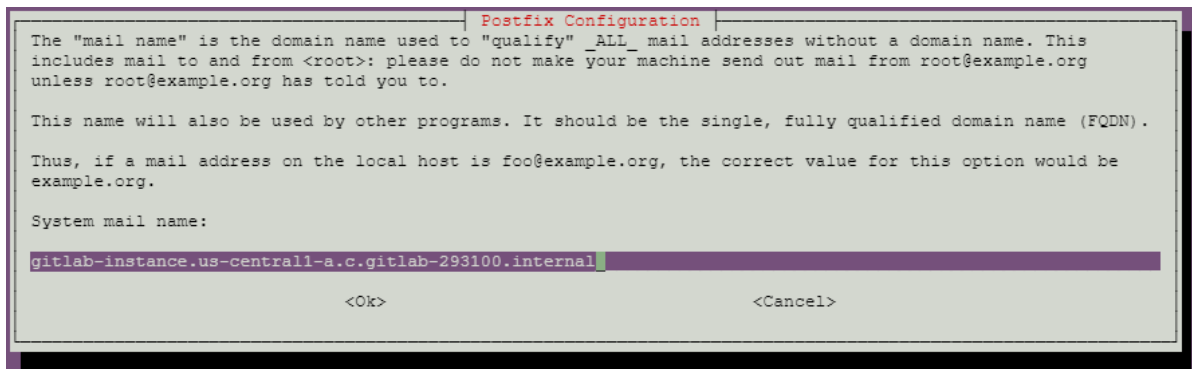 Postfix Configuration
The "mail name" is the domain name used to "qualify" _ALL_ mail addresses without a domain name. This
includes mail to and from <root>: please do not make your machine send out mail from root@example.org
unless root@example.org has told you to.
This name will also be used by other programs. It should be the single, fully qualified domain name (FQDN).
Thus, if a mail address on the local host is foo@example.org, the correct value for this option would be
example.org.
System mail name:
gitlab-instance.us-central1-a.c.gitlab-293100.internal
<Ok> <Cancel>